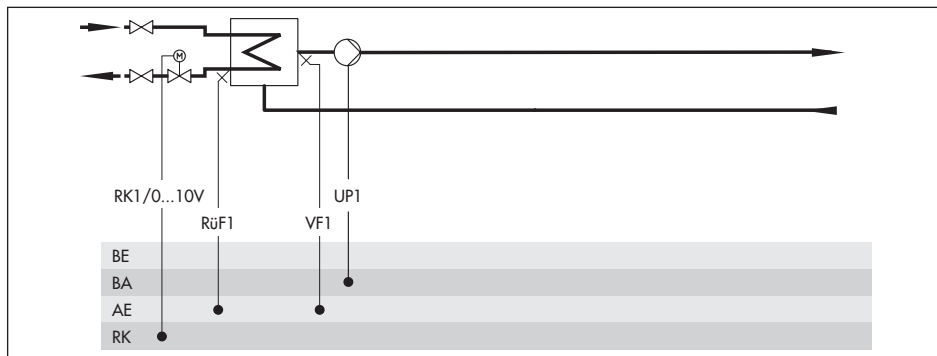 M
RK1/0...10V
UP1
RüF1
VF1
BE
BA
AE
RK